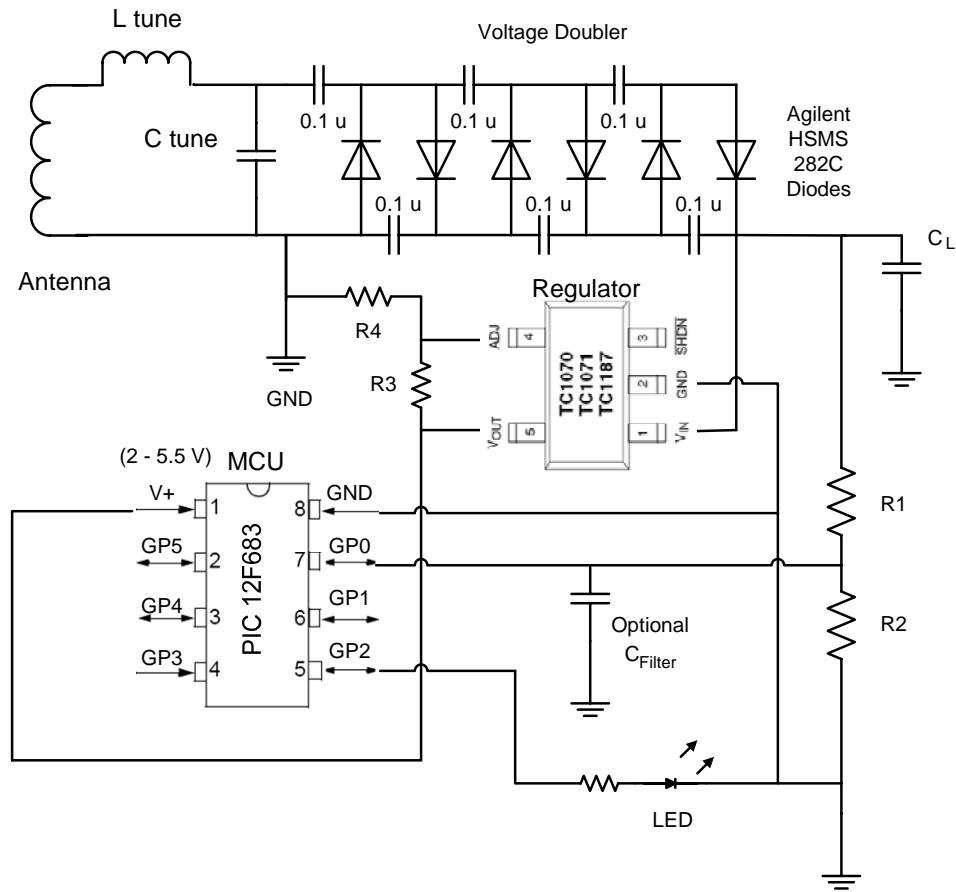 L tune
Voltage Doubler
0.1 u
0.1 u
0.1 u
C tune
Agilent
HSMS
282C
Diodes
0.1 u
0.1 u
0.1 u
C L
Antenna
Regulator
R4
ADJ
4
3
SHDN
TC1070
TC1071
TC1187
2
GND
R3
GND
VOUT
5
1
VIN
(2 - 5.5 V)
MCU
V+
1
8
GND
R1
GP5
2
7
GP0
PIC 12F683
GP4
3
6
GP1
Optional
CFilter
R2
GP3
4
5
GP2
LED